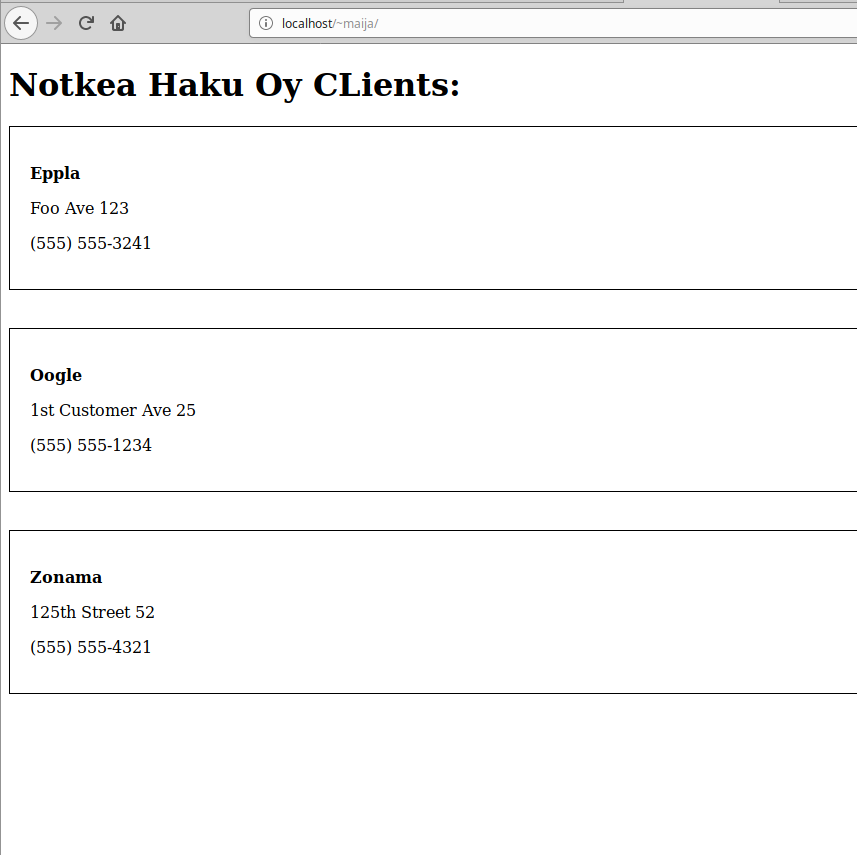 localhost/~maija/
Notkea Haku Oy CLients:
Eppla
Foo Ave 123
(555) 555-3241
Oogle
1st Customer Ave 25
(555) 555-1234
Zonama
125th Street 52
(555) 555-4321